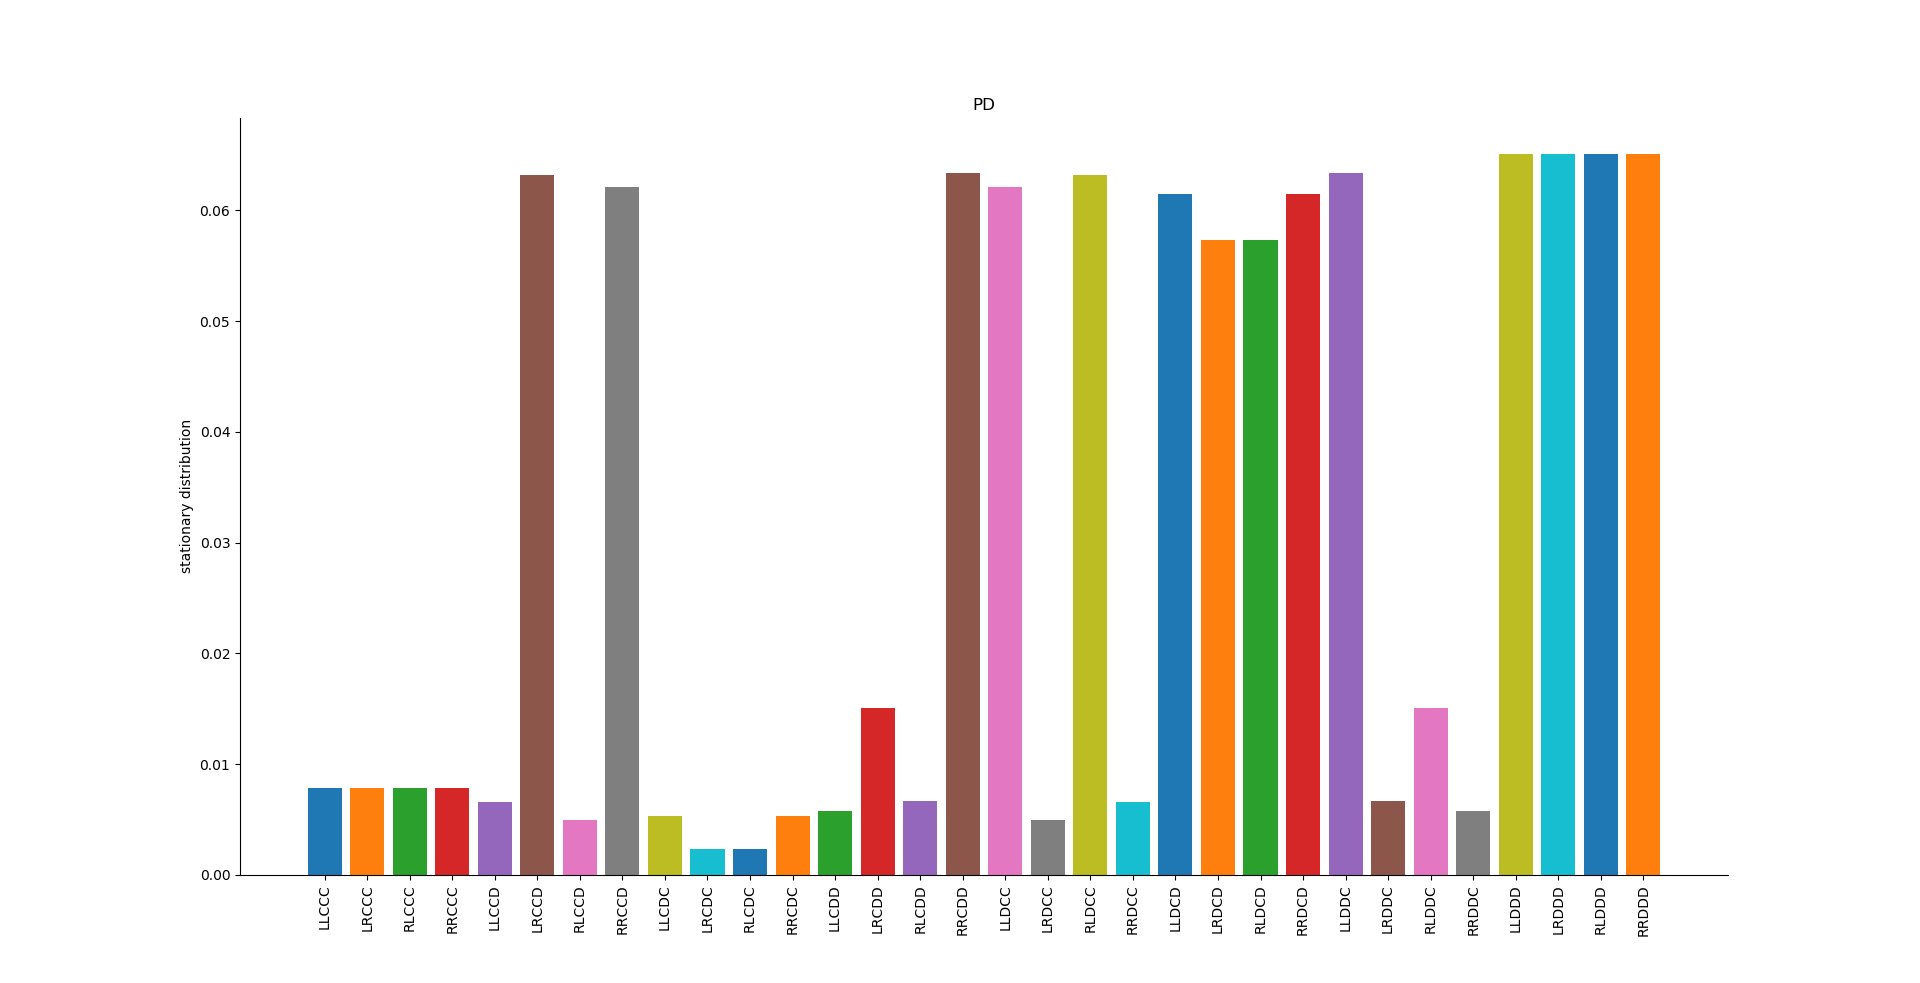 PD
stationary distribution
0.06
0.05
0.04
0.03
0.02
0.01
0.00
LLCCC
LRCCC
RLCCC
RRCCC
LLCCD
LRCCD
RLCCD
RRCCD
LLCDC
LRCDC
RLCDC
RRCDC
LLCDD
LRCDD
RLCDD
RRCDD
LLDCC
LRDCC
RLDCC
RRDCC
LLDCD
LRDCD
RLDCD
RRDCD
LLDDC
LRDDC
RLDDC
RRDDC
LLDDD
LRDDD
RLDDD
RRDDD